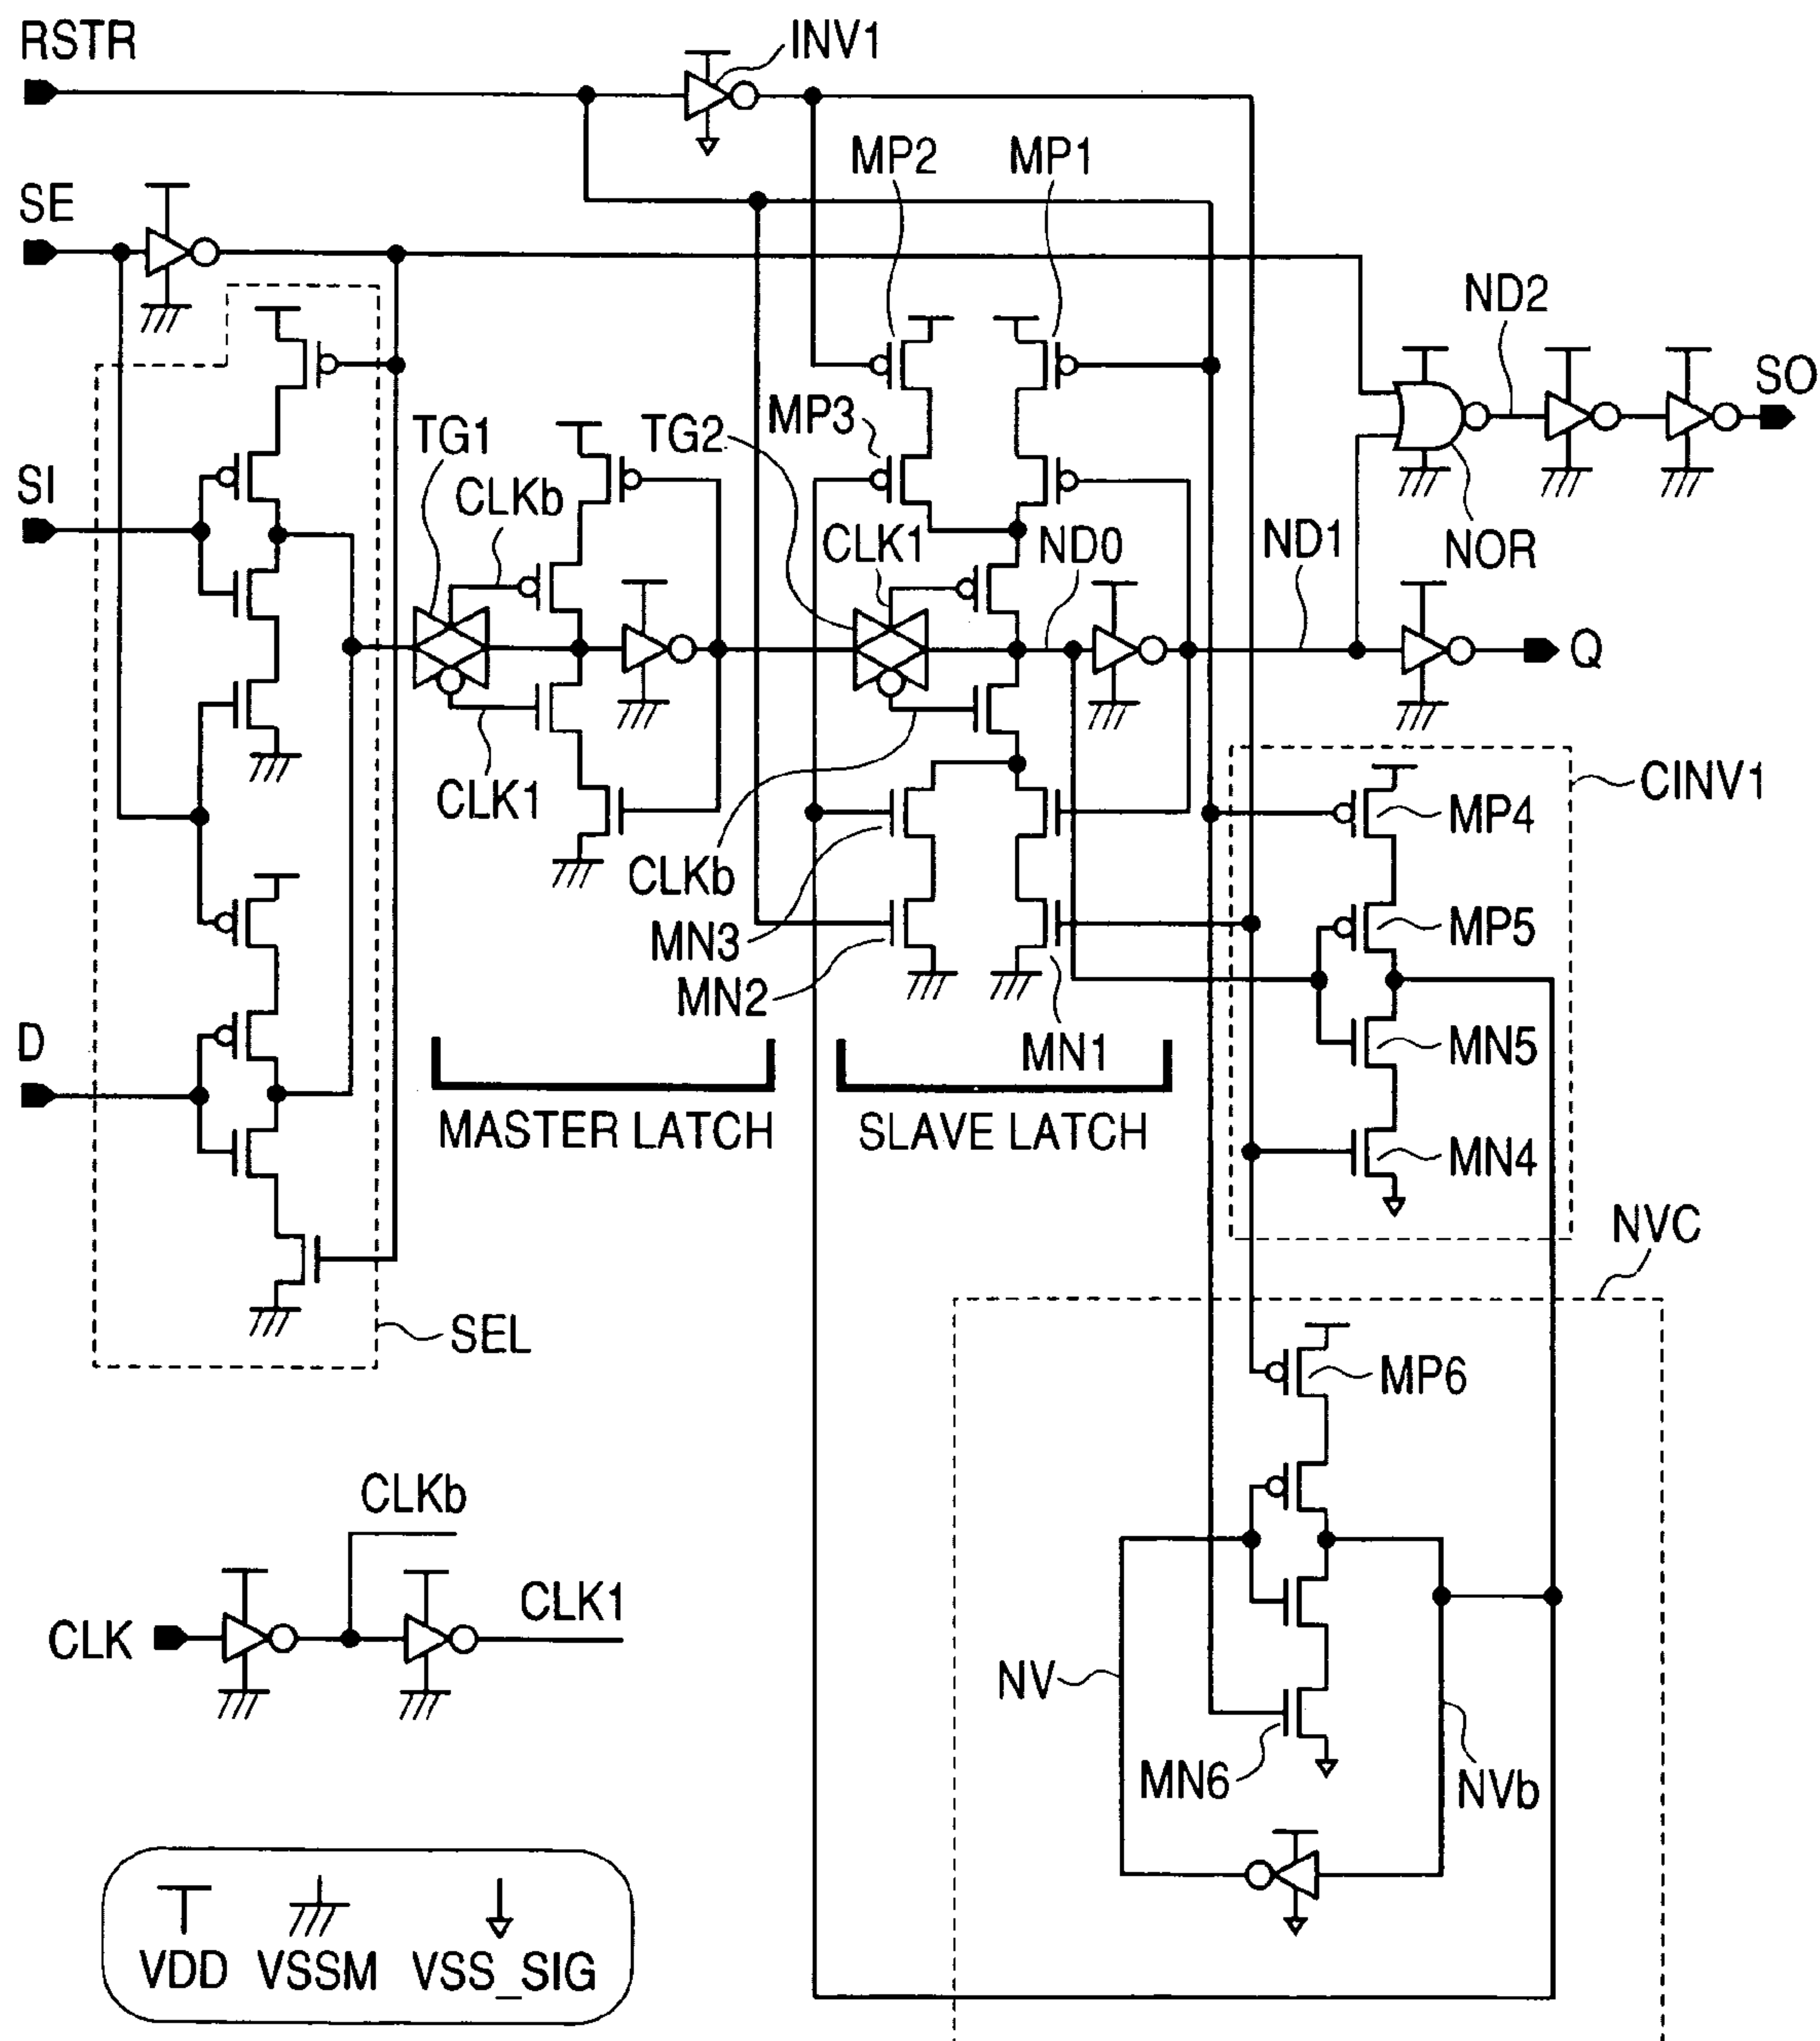 RSTR
INV1
MP2
MP1
SE
ND2
SO
MP3
TG1
TG2
SI
CLKb
CLK1
ND0
ND1
NOR
Q
CINV1
CLK1
MP4
CLKb
MN3
MP5
MN2
D
MN1
MN5
MASTER LATCH
SLAVE LATCH
MN4
NVC
SEL
MP6
CLKb
CLK
CLK1
NV
MN6
NVb
VDD
VSSM
VSS_SIG